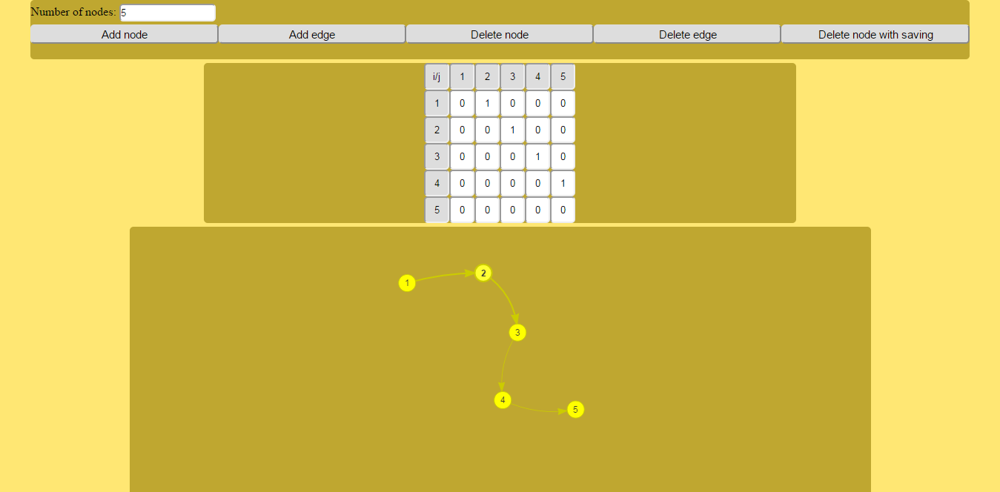 Number of nodes: 5
Add node Add edge Delete node Delete edge Delete node with saving
i/j 1 2 3 4 5
1 0 1 0 0 0
2 0 0 1 0 0
3 0 0 0 1 0
4 0 0 0 0 1
5 0 0 0 0 0
1 2
3
4 5